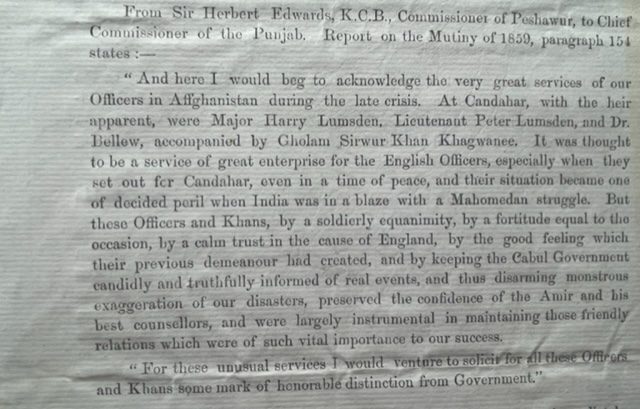 From Sir Herbert Edwards, K.C.B., Commissioner of Peshawur, to Chief
Commissioner of the Punjab. Report on the Mutiny of 1859, paragraph 154
states :—
“ And here I would beg to acknowledge the very great services of our
Officers in Affghanistan during the late crisis. At Candahar, with the heir
apparent, were Major Harry Lumsden, Lieutenant Peter Lumsden, and Dr.
Bellew, accompanied by Gholam Sirwur Khan Khagwanee. It was thought
to be a service of great enterprise for the English Officers, especially when they
set out for Candahar, even in a time of peace, and their situation became one
of decided peril when India was in a blaze with a Mahomedan struggle. But
these Officers and Khans, by a soldierly equanimity, by a fortitude equal to the
occasion, by a calm trust in the cause of England, by the good feeling which
their previous demeanour had created, and by keeping the Cabul Government
candidly and truthfully informed of real events, and thus disarming monstrous
exaggeration of our disasters, preserved the confidence of the Amir and his
best counsellors, and were largely instrumental in maintaining those friendly
relations which were of such vital importance to our success.
“ For these unusual services I would venture to solicit for all these Officers
and Khans some mark of honorable distinction from Government.”